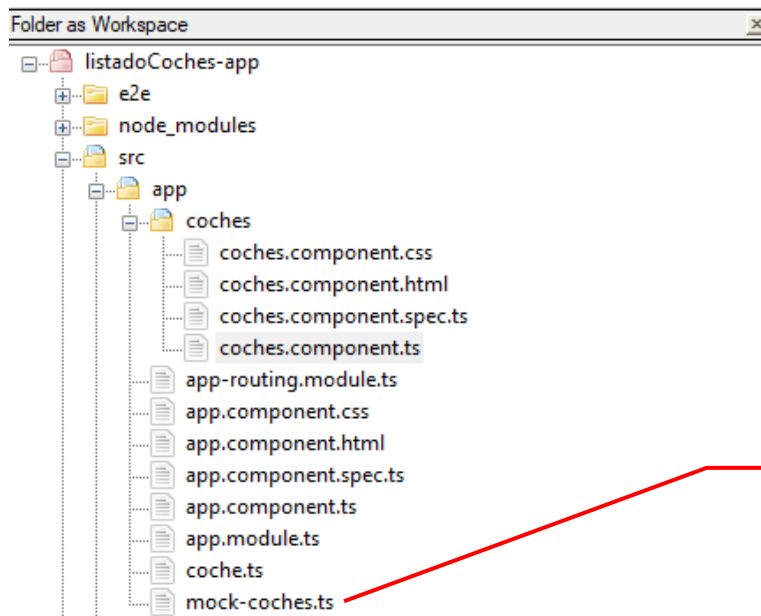 Folder as Workspace
listadoCoches-app
e2e
node_modules
src
app
coches
coches.component.css
coches.component.html
coches.component.spec.ts
coches.component.ts
app-routing.module.ts
app.component.css
app.component.html
app.component.spec.ts
app.component.ts
app.module.ts
coche.ts
mock-coches.ts